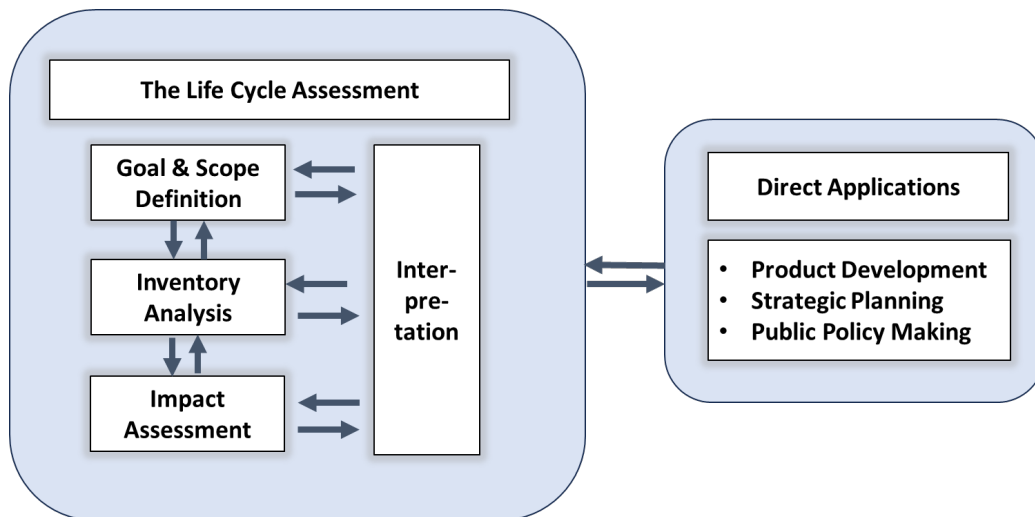 The Life Cycle Assessment
Goal & Scope
Definition
Inventory
Analysis
Impact
Assessment
Inter-
pre-
tation
Direct Applications
• Product Development
• Strategic Planning
• Public Policy Making